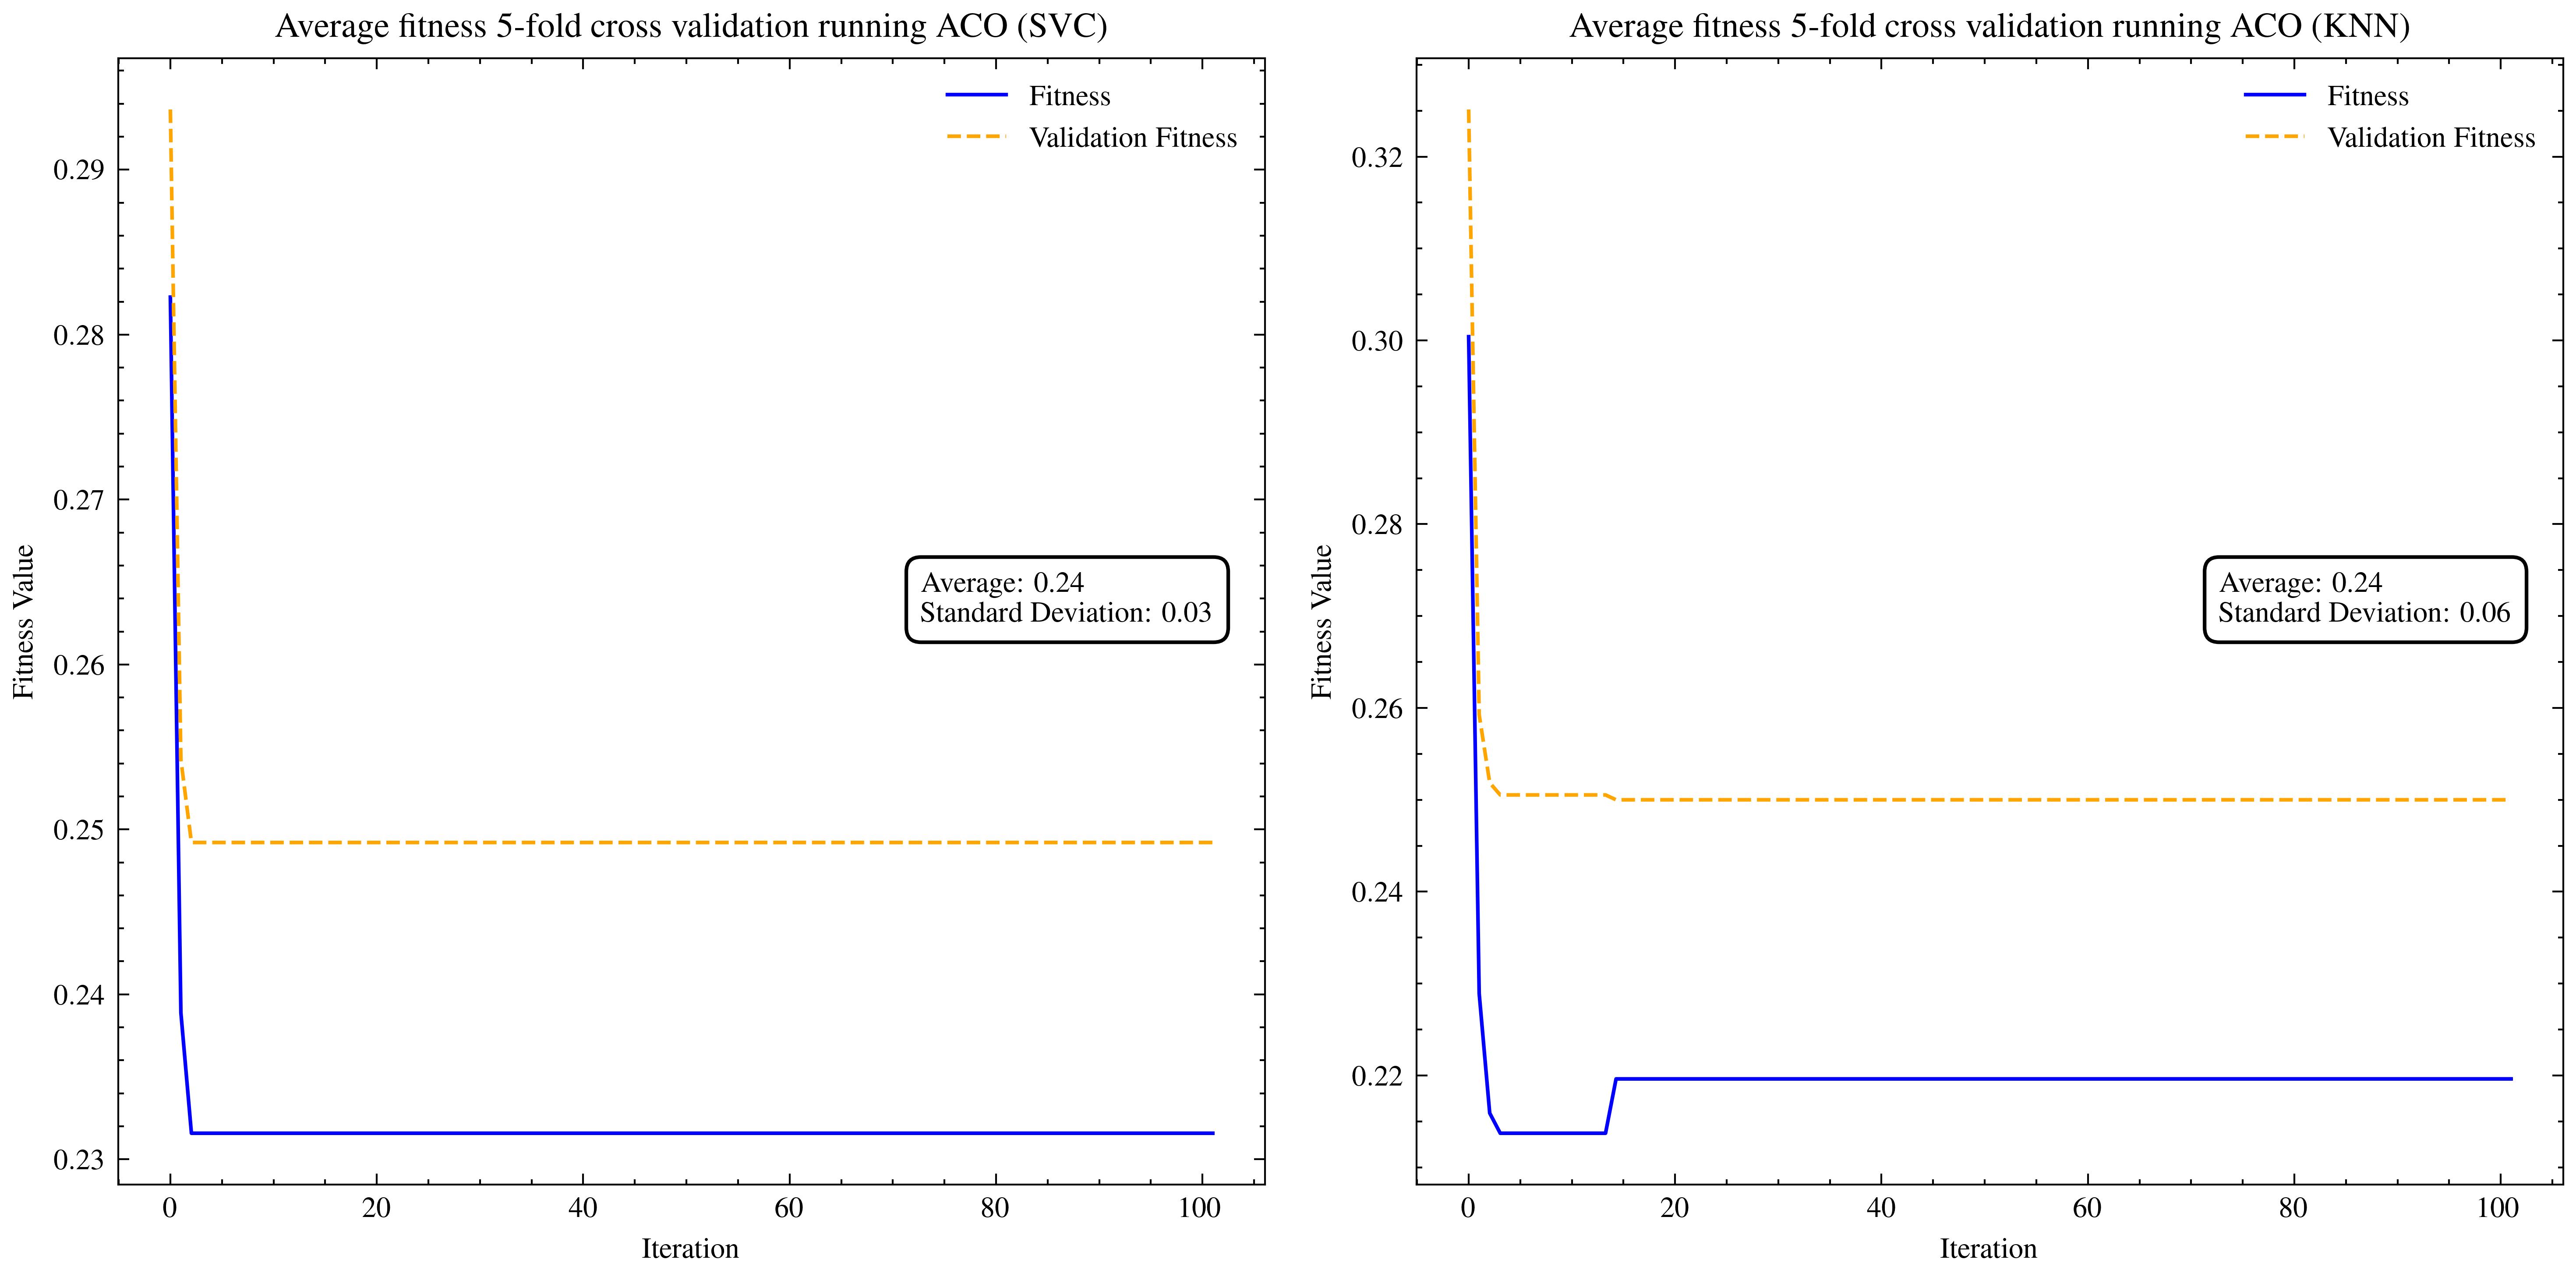 Average fitness 5-fold cross validation running ACO (SVC)
Fitness
Validation Fitness
0.29
0.28
0.27
0.26
0.25
0.24
0.23
Fitness Value
Average: 0.24
Standard Deviation: 0.03
0 20 40 60 80 100
Iteration
Average fitness 5-fold cross validation running ACO (KNN)
Fitness
Validation Fitness
0.32
0.30
0.28
0.26
0.24
0.22
Fitness Value
Average: 0.24
Standard Deviation: 0.06
0 20 40 60 80 100
Iteration